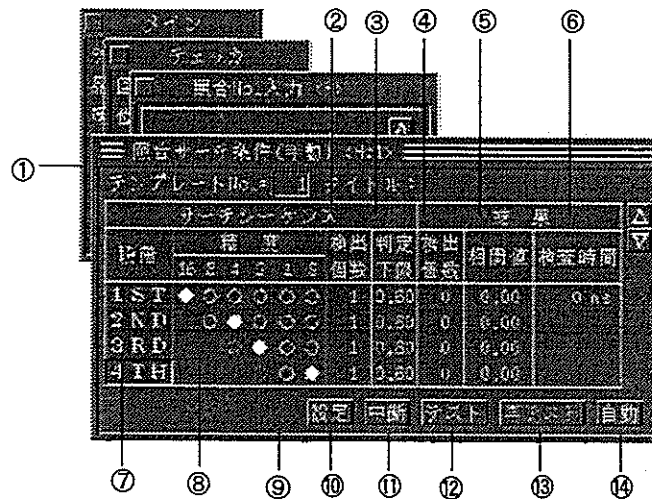 ② ③ ④ ⑤ ⑥
メイン
チェッカ
照合No.入力
①
照合サーチ条件(手動)
テンプレートNo. 1 タイトル:
サーチシーケンス 結果
段階 精度 検出個数 判定下限 検出個数 相関値 検査時間
16 8 4 2 1
1ST 1 0.60 0 0.00 0 ms
2ND 1 0.60 0 0.00
3RD 1 0.60 0 0.00
4TH 1 0.60 0 0.00
設定 中断 テスト 自動
⑦ ⑧ ⑨ ⑩ ⑪ ⑫ ⑬ ⑭